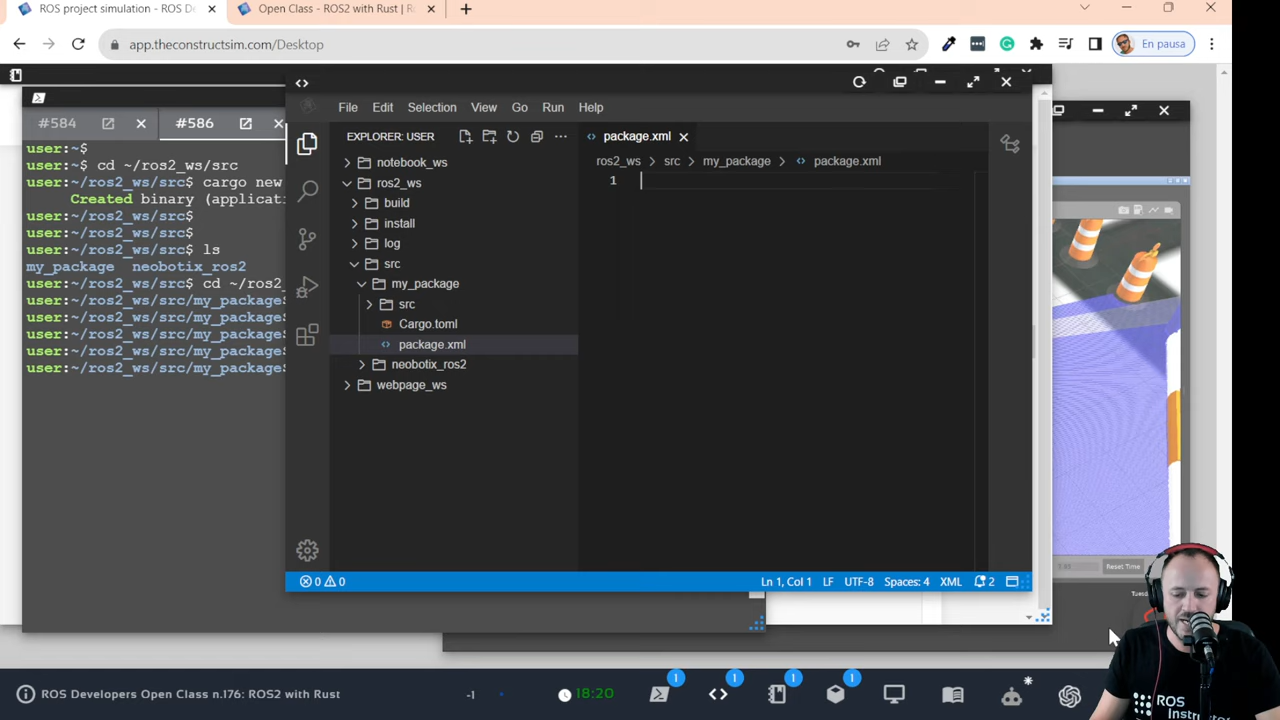 ROS project simulation - ROS De
Open Class - ROS2 with Rust | R
app.theconstructsim.com/Desktop
En pausa
#584
#586
user:~$
user:~$ cd ~/ros2_ws/src
user:~/ros2_ws/src$ cargo new
Created binary (applicati
user:~/ros2_ws/src$
user:~/ros2_ws/src$
user:~/ros2_ws/src$ ls
my_package neobotix_ros2
user:~/ros2_ws/src$ cd ~/ros2_
user:~/ros2_ws/src/my_package$
user:~/ros2_ws/src/my_package$
user:~/ros2_ws/src/my_package$
user:~/ros2_ws/src/my_package$
user:~/ros2_ws/src/my_package$
File Edit Selection View Go Run Help
EXPLORER: USER
notebook_ws
ros2_ws
build
install
log
src
my_package
src
Cargo.toml
package.xml
neobotix_ros2
webpage_ws
package.xml
ros2_ws > src > my_package > package.xml
1
0 0
Ln 1, Col 1 LF UTF-8 Spaces: 4 XML 2
Reset Time
ROS
Instructor
ROS Developers Open Class n.176: ROS2 with Rust
-1
18:20
1
1
1
1